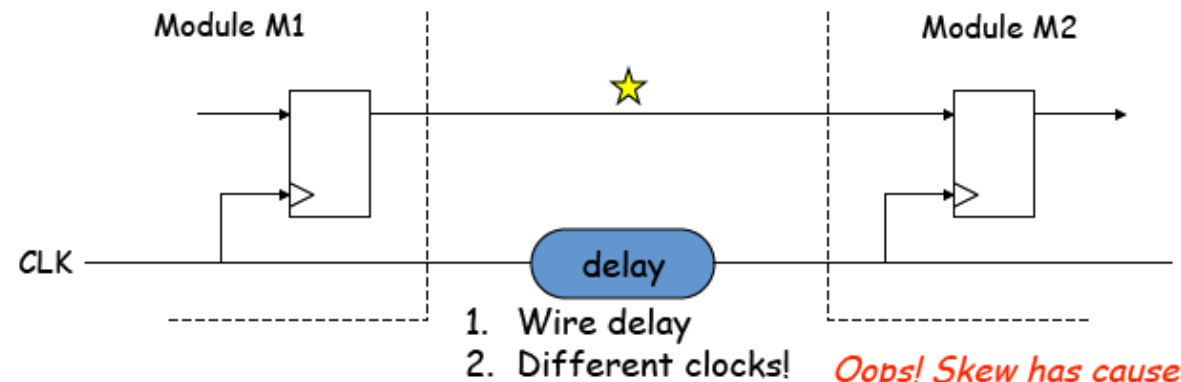 Module M1
Module M2
CLK
delay
1. Wire delay
2. Different clocks!
Oops! Skew has cause